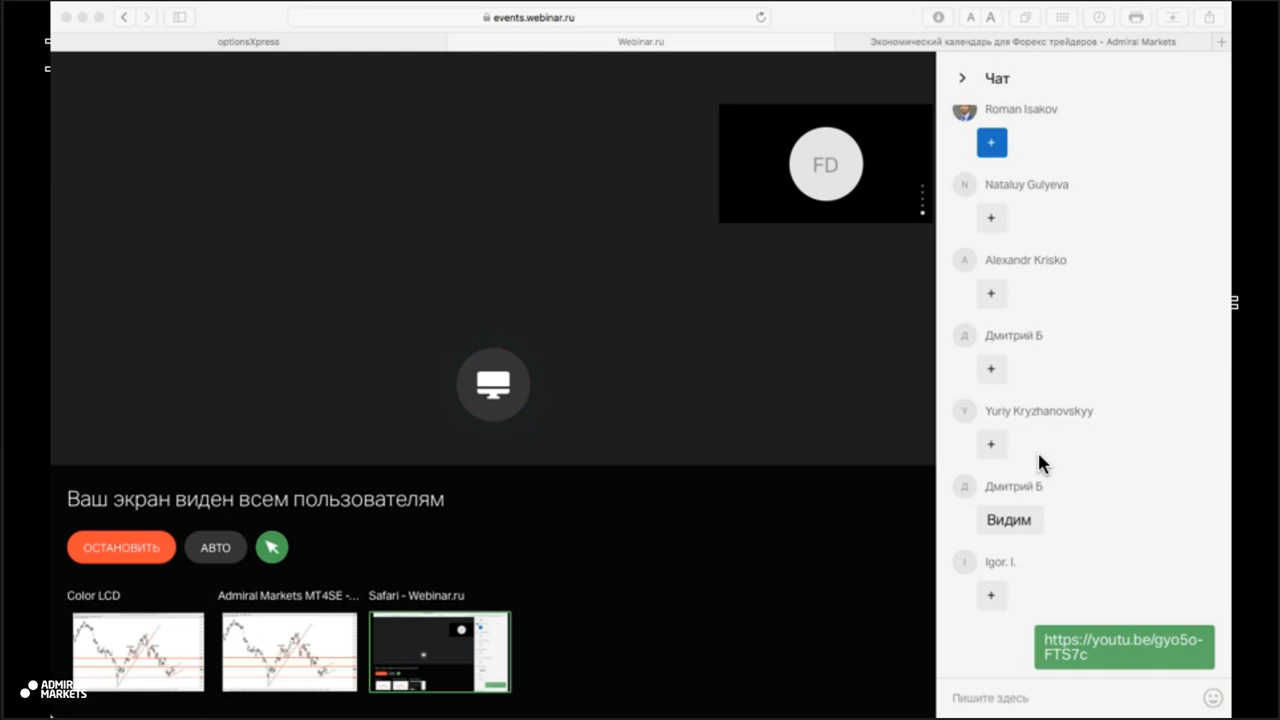 events.webinar.ru
A A
optionsXpress
Webinar.ru
Экономический календарь для Форекс трейдеров - Admiral Markets
Чат
Roman Isakov
+
FD
N
Nataluy Gulyeva
+
A
Alexandr Krisko
+
Д
Дмитрий Б
+
Y
Yuriy Kryzhanovskyy
+
Д
Дмитрий Б
Видим
I
Igor. I.
+
https://youtu.be/gyo5o-
FTS7c
Пишите здесь
Ваш экран виден всем пользователям
ОСТАНОВИТЬ
АВТО
Color LCD
Admiral Markets MT4SE -...
Safari - Webinar.ru
ADMIR
MARKETS